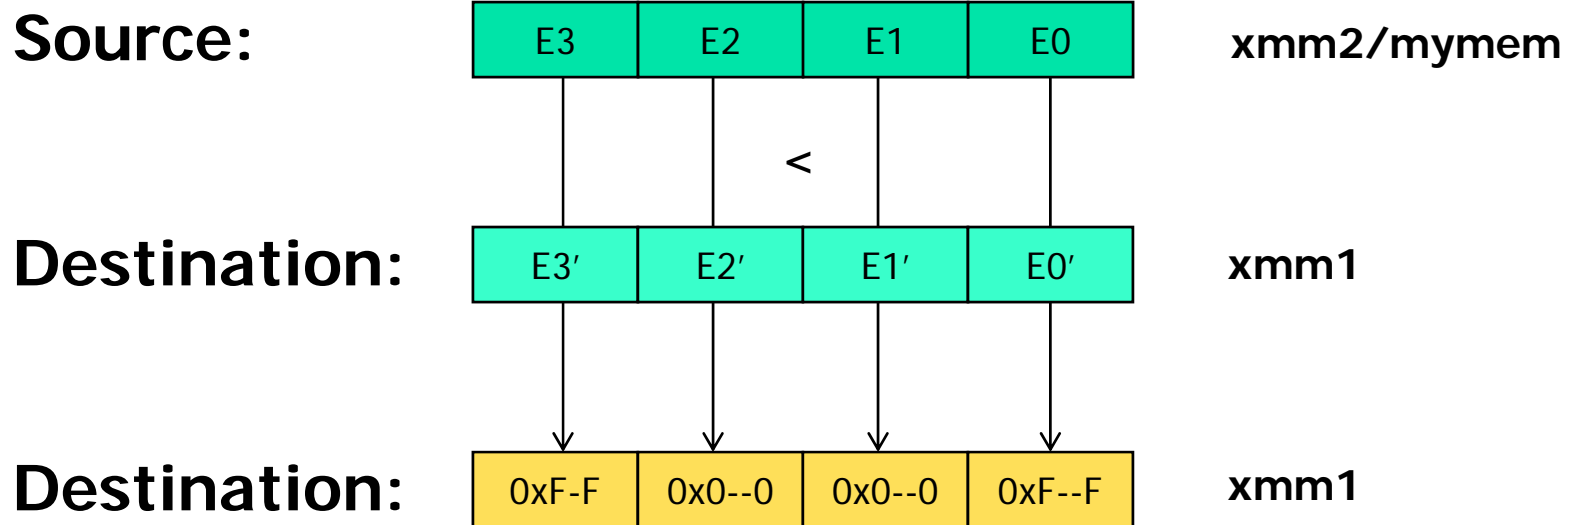 Source: E3 E2 E1 E0 xmm2/mymem
<
Destination: E3′ E2′ E1′ E0′ xmm1
Destination: 0xF-F 0x0--0 0x0--0 0xF--F xmm1